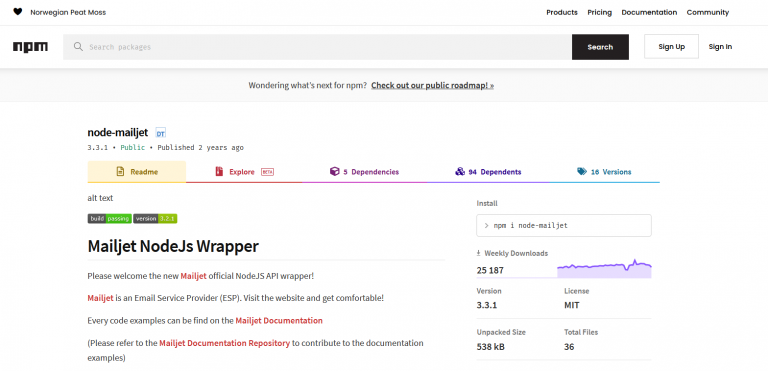 Norwegian Peat Moss
Products Pricing Documentation Community
npm
Search packages
Search
Sign Up
Sign In
Wondering what's next for npm? Check out our public roadmap! »
node-mailjet DT
3.3.1 • Public • Published 2 years ago
Readme
Explore BETA
5 Dependencies
94 Dependents
16 Versions
alt text
build passing version 3.2.1
Mailjet NodeJs Wrapper
Please welcome the new Mailjet official NodeJS API wrapper!
Mailjet is an Email Service Provider (ESP). Visit the website and get comfortable!
Every code examples can be find on the Mailjet Documentation
(Please refer to the Mailjet Documentation Repository to contribute to the documentation
examples)
Install
> npm i node-mailjet
Weekly Downloads
25 187
Version License
3.3.1 MIT
Unpacked Size Total Files
538 kB 36